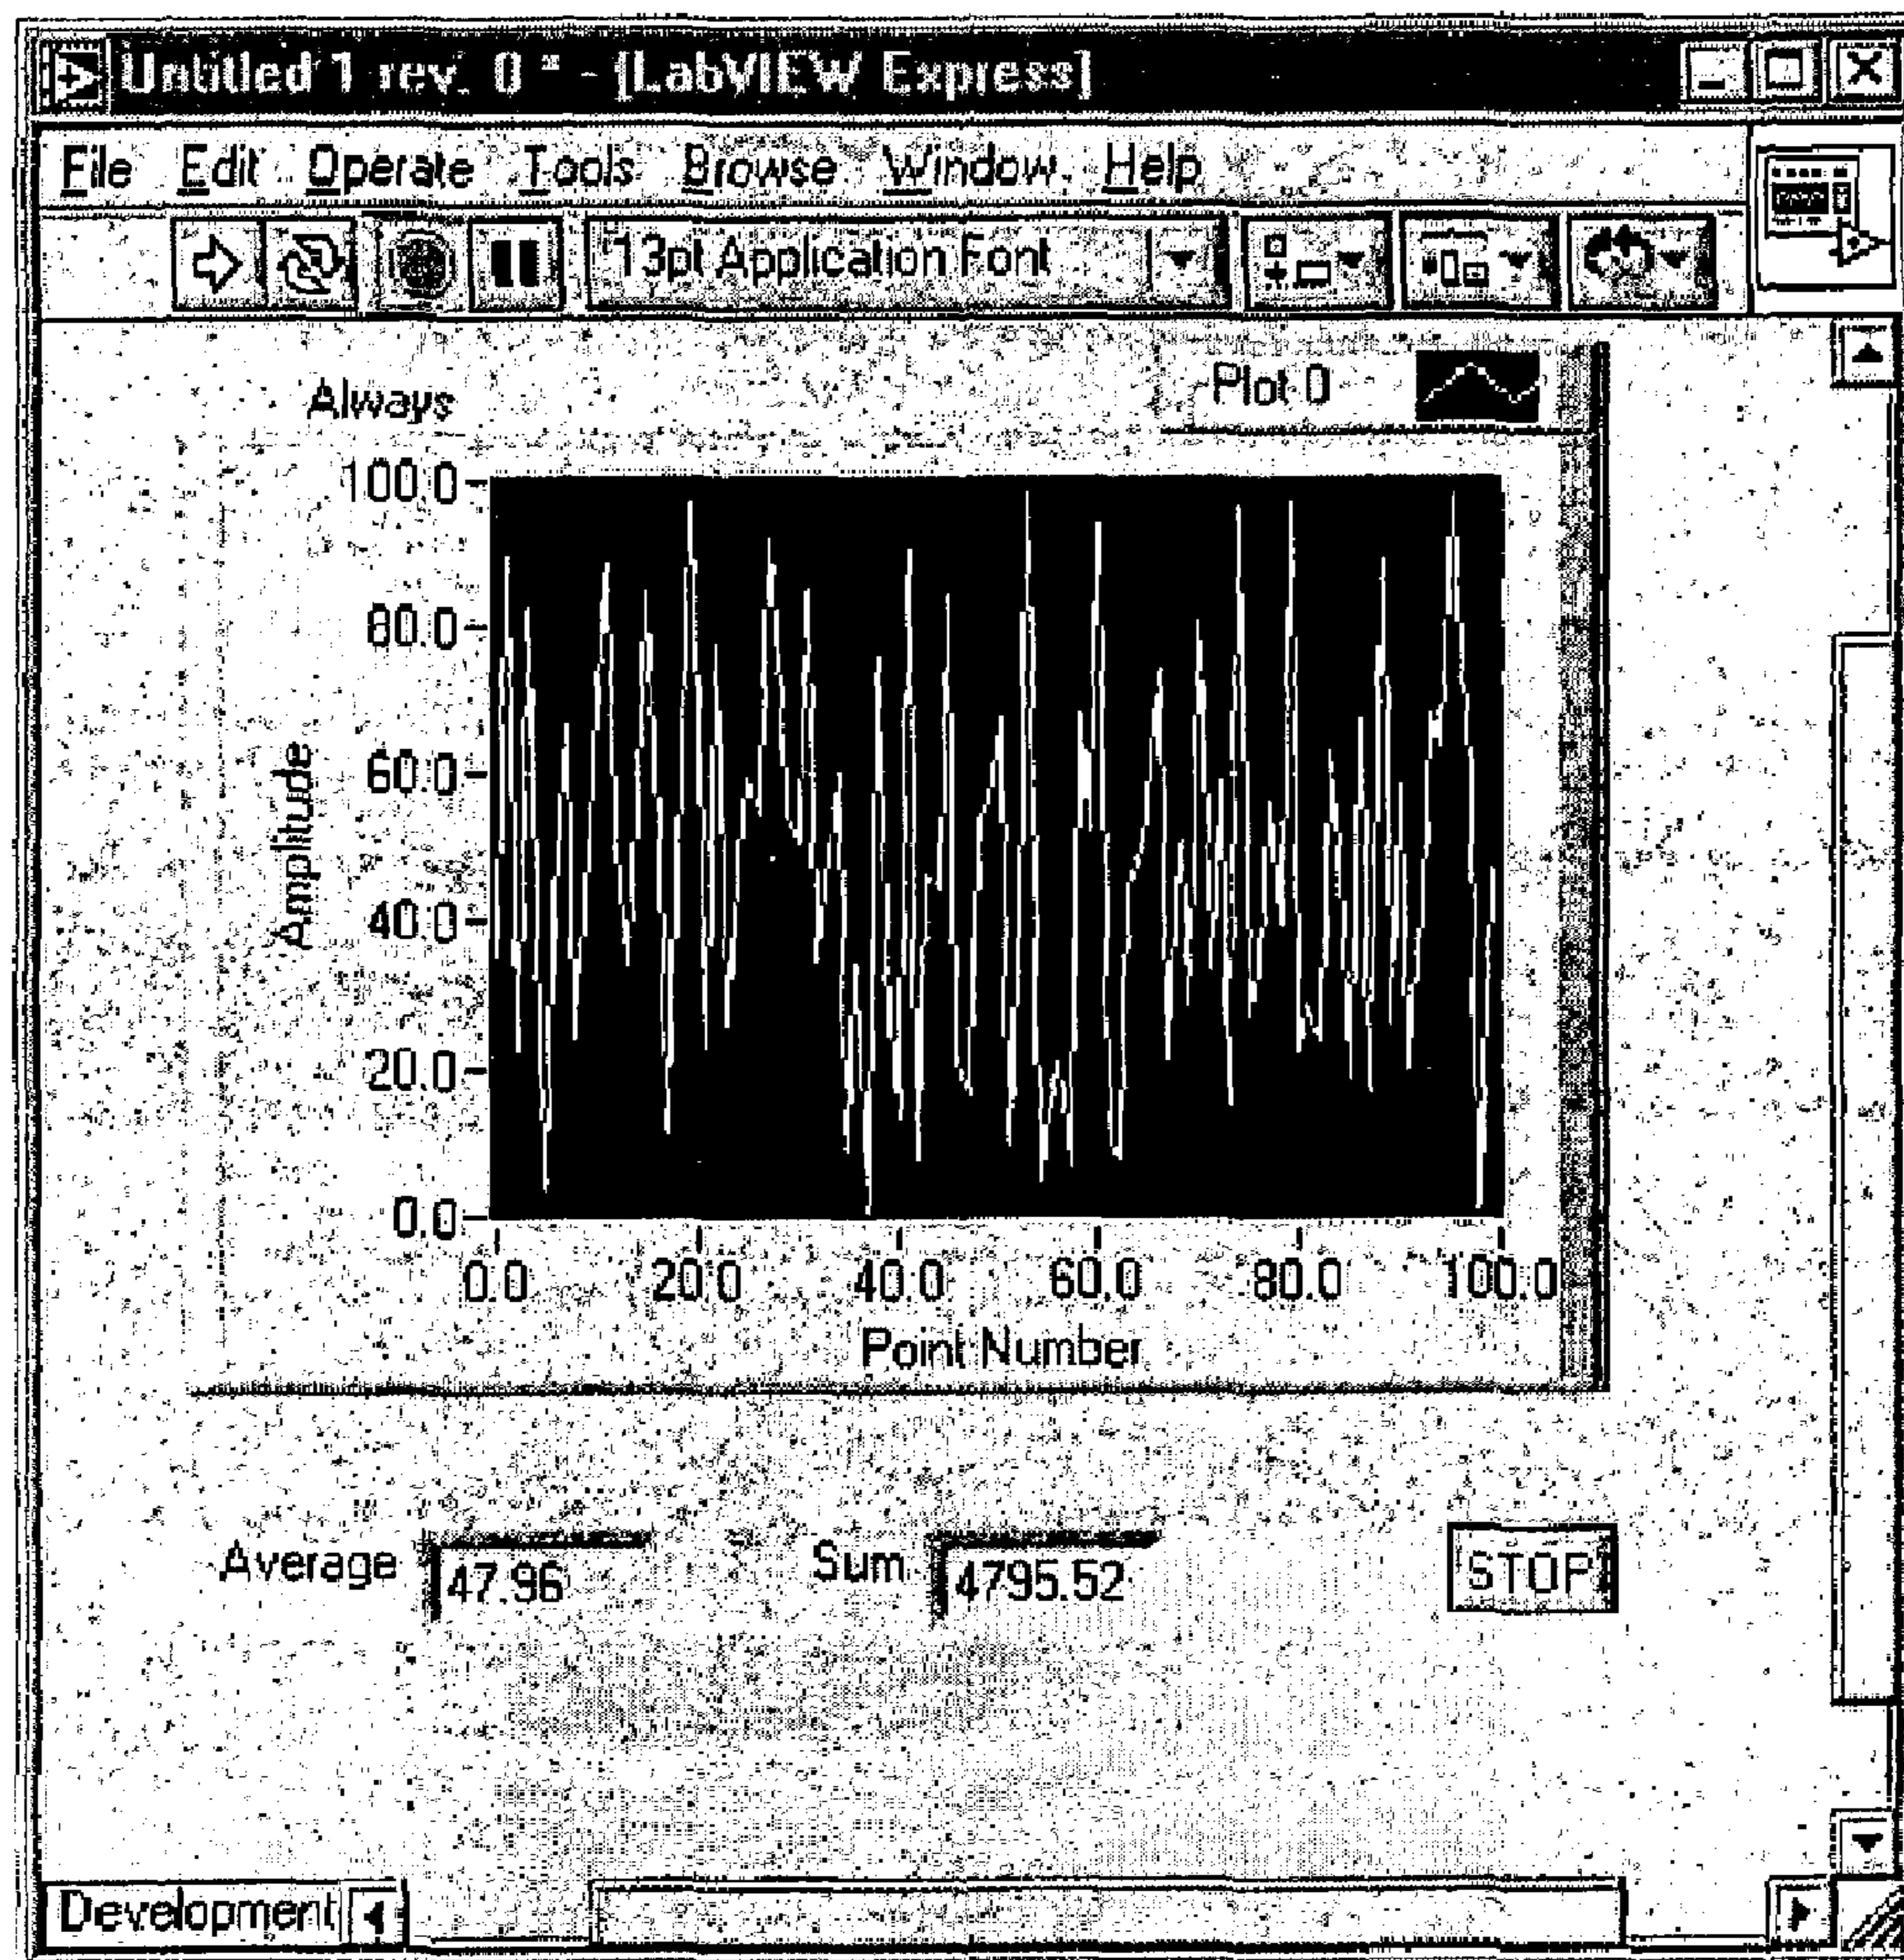 Untitled 1 rev. 0 * - [LabVIEW Express]
File Edit Operate Tools Browse Window Help
13pt Application Font
Always
Plot 0
100.0
80.0
60.0
40.0
20.0
0.0
Amplitude
0.0 20.0 40.0 60.0 80.0 100.0
Point Number
Average 47.96 Sum 4795.52 STOP
Development